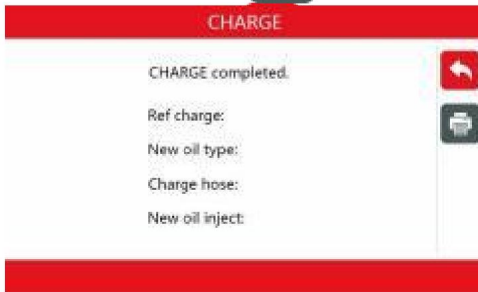 CHARGE
CHARGE completed.
Ref charge:
New oil type:
Charge hose:
New oil inject: